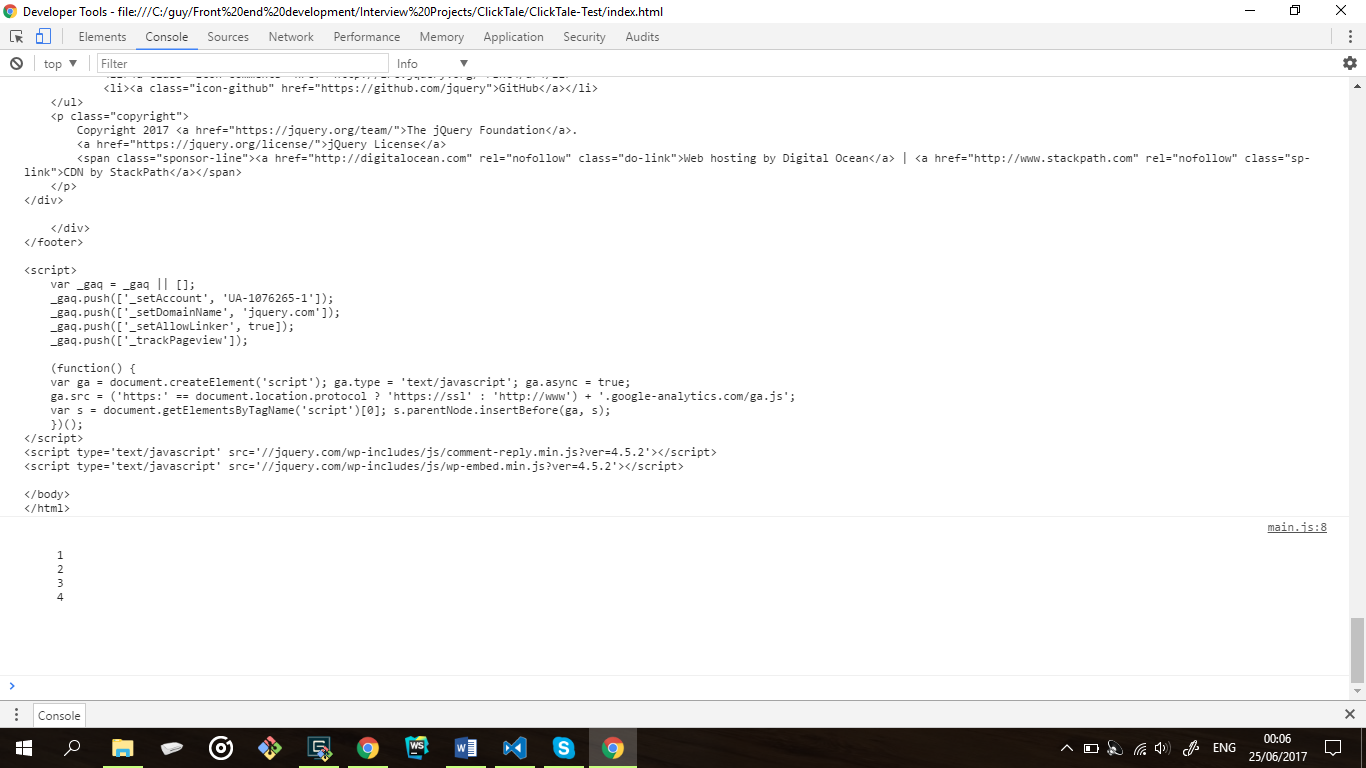 Developer Tools - file:///C:/guy/Front%20end%20development/Interview%20Projects/ClickTale/ClickTale-Test/index.html
Elements Console Sources Network Performance Memory Application Security Audits
top Filter Info
<li><a class="icon-github" href="https://github.com/jquery">GitHub</a></li>
</ul>
<p class="copyright">
Copyright 2017 <a href="https://jquery.org/team/">The jQuery Foundation</a>.
<a href="https://jquery.org/license/">jQuery License</a>
<span class="sponsor-line"><a href="http://digitalocean.com" rel="nofollow" class="do-link">Web hosting by Digital Ocean</a> | <a href="http://www.stackpath.com" rel="nofollow" class="sp-
link">CDN by StackPath</a></span>
</p>
</div>
</div>
</footer>
<script>
var _gaq = _gaq || [];
_gaq.push(['_setAccount', 'UA-1076265-1']);
_gaq.push(['_setDomainName', 'jquery.com']);
_gaq.push(['_setAllowLinker', true]);
_gaq.push(['_trackPageview']);
(function() {
var ga = document.createElement('script'); ga.type = 'text/javascript'; ga.async = true;
ga.src = ('https:' == document.location.protocol ? 'https://ssl' : 'http://www') + '.google-analytics.com/ga.js';
var s = document.getElementsByTagName('script')[0]; s.parentNode.insertBefore(ga, s);
})();
</script>
<script type='text/javascript' src='//jquery.com/wp-includes/js/comment-reply.min.js?ver=4.5.2'></script>
<script type='text/javascript' src='//jquery.com/wp-includes/js/wp-embed.min.js?ver=4.5.2'></script>
</body>
</html>
main.js:8
1
2
3
4
Console
WS
ENG
00:06
25/06/2017